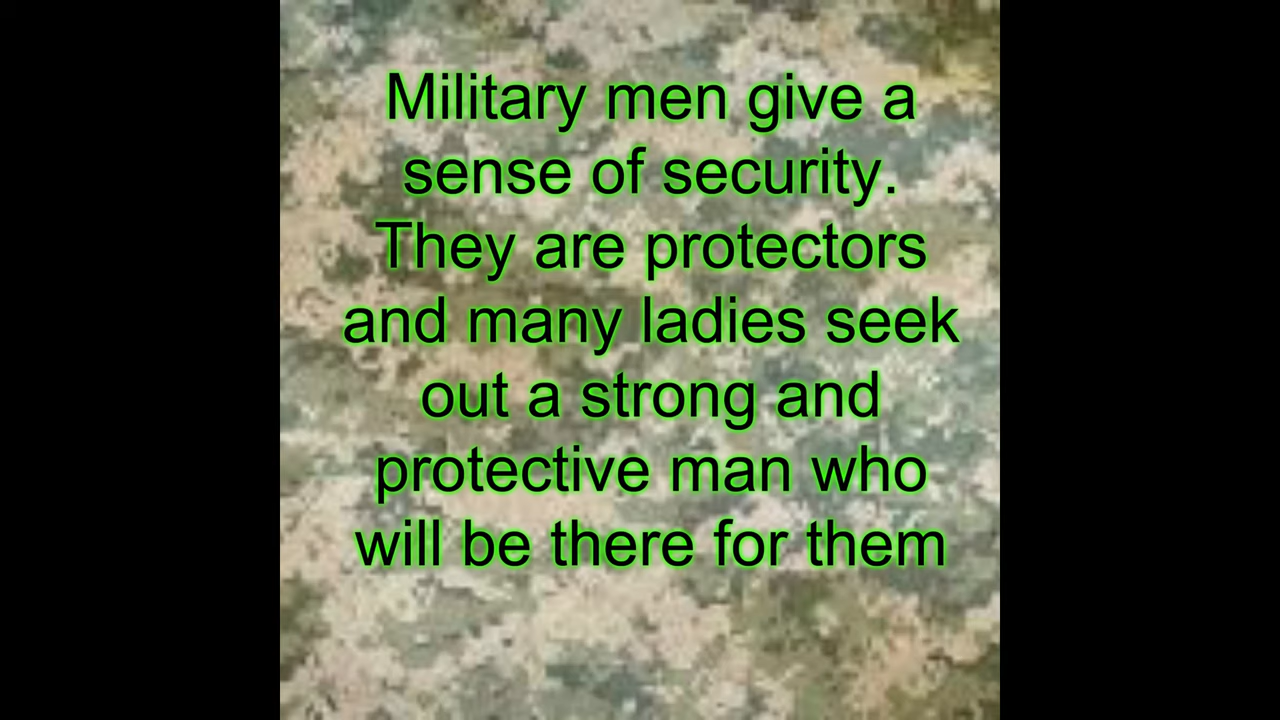 Military men give a
sense of security.
They are protectors
and many ladies seek
out a strong and
protective man who
will be there for them